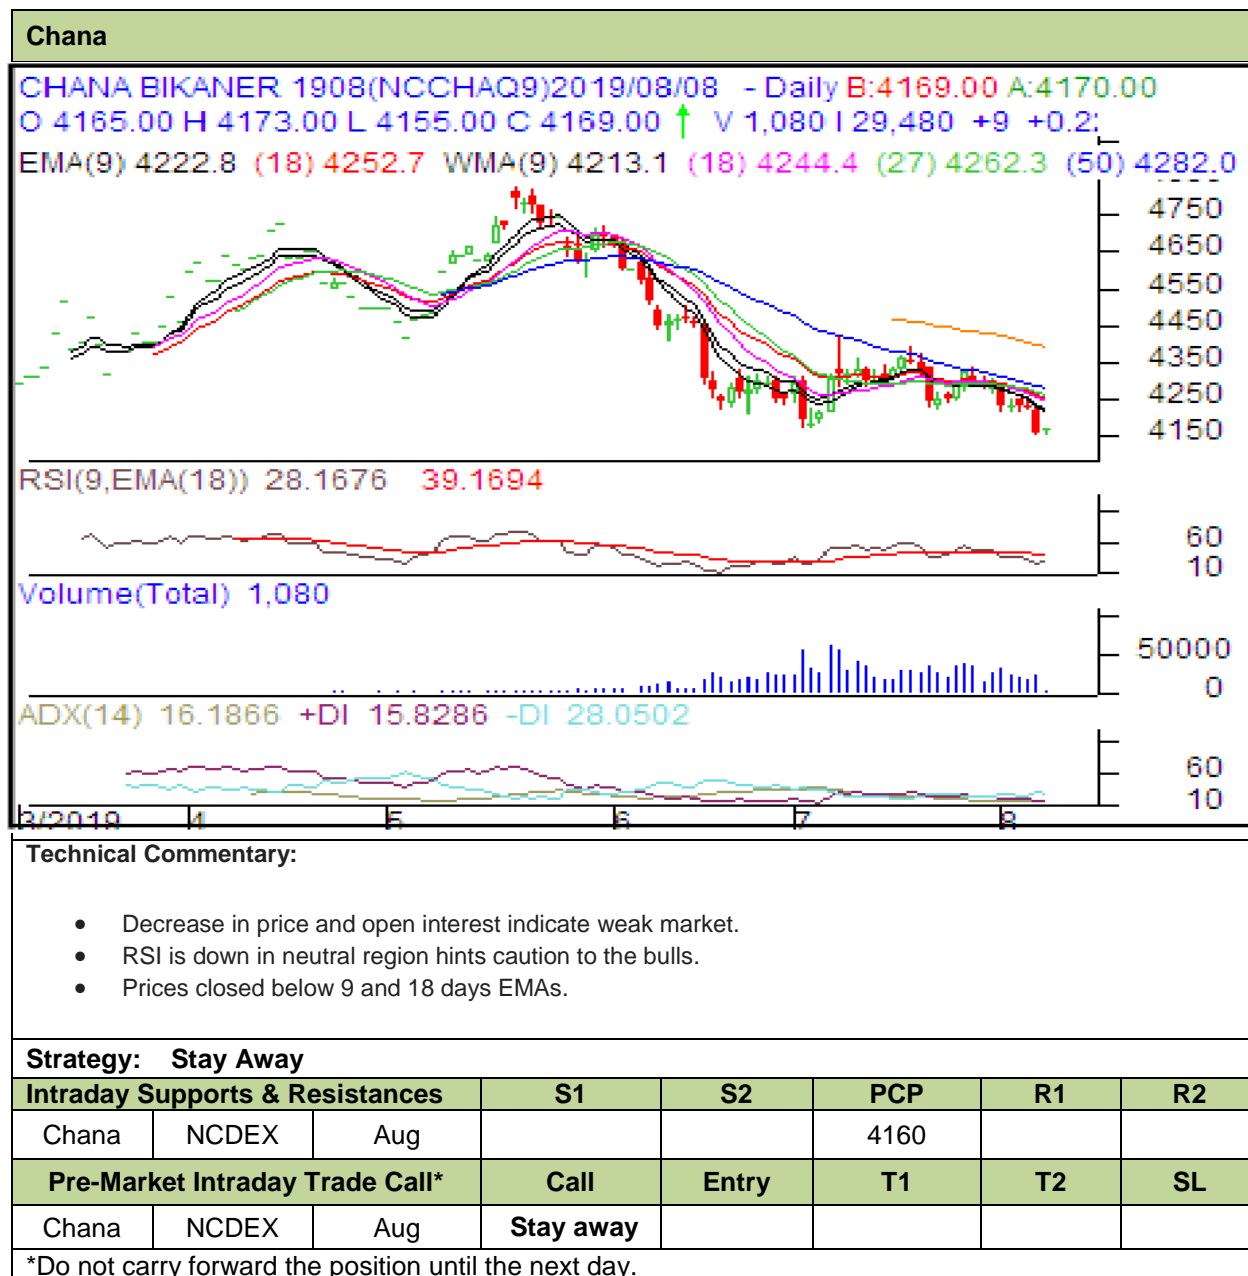 Chana
CHANA BIKANER 1908(NCCHAQ9)2019/08/08 - Daily B:4169.00 A:4170.00
O 4165.00 H 4173.00 L 4155.00 C 4169.00 ↑ V 1,080 I 29,480 +9
EMA(9) 4222.8 (18) 4252.7 WMA(9) 4213.1 (18) 4244.4 (27) 4262.3 (50) 4282.0
4750
4650
4550
4450
4350
4250
4150
RSI(9,EMA(18)) 28.1676 39.1694
60
10
Volume(Total) 1,080
50000
0
ADX(14) 16.1866 +DI 15.8286 -DI 28.0502
60
10
3/2019 4 5 6 7 8
Technical Commentary:
• Decrease in price and open interest indicate weak market.
• RSI is down in neutral region hints caution to the bulls.
• Prices closed below 9 and 18 days EMAs.
Strategy: Stay Away
Intraday Supports & Resistances S1 S2 PCP R1 R2
Chana NCDEX Aug 4160
Pre-Market Intraday Trade Call* Call Entry T1 T2 SL
Chana NCDEX Aug Stay away
*Do not carry forward the position until the next day.